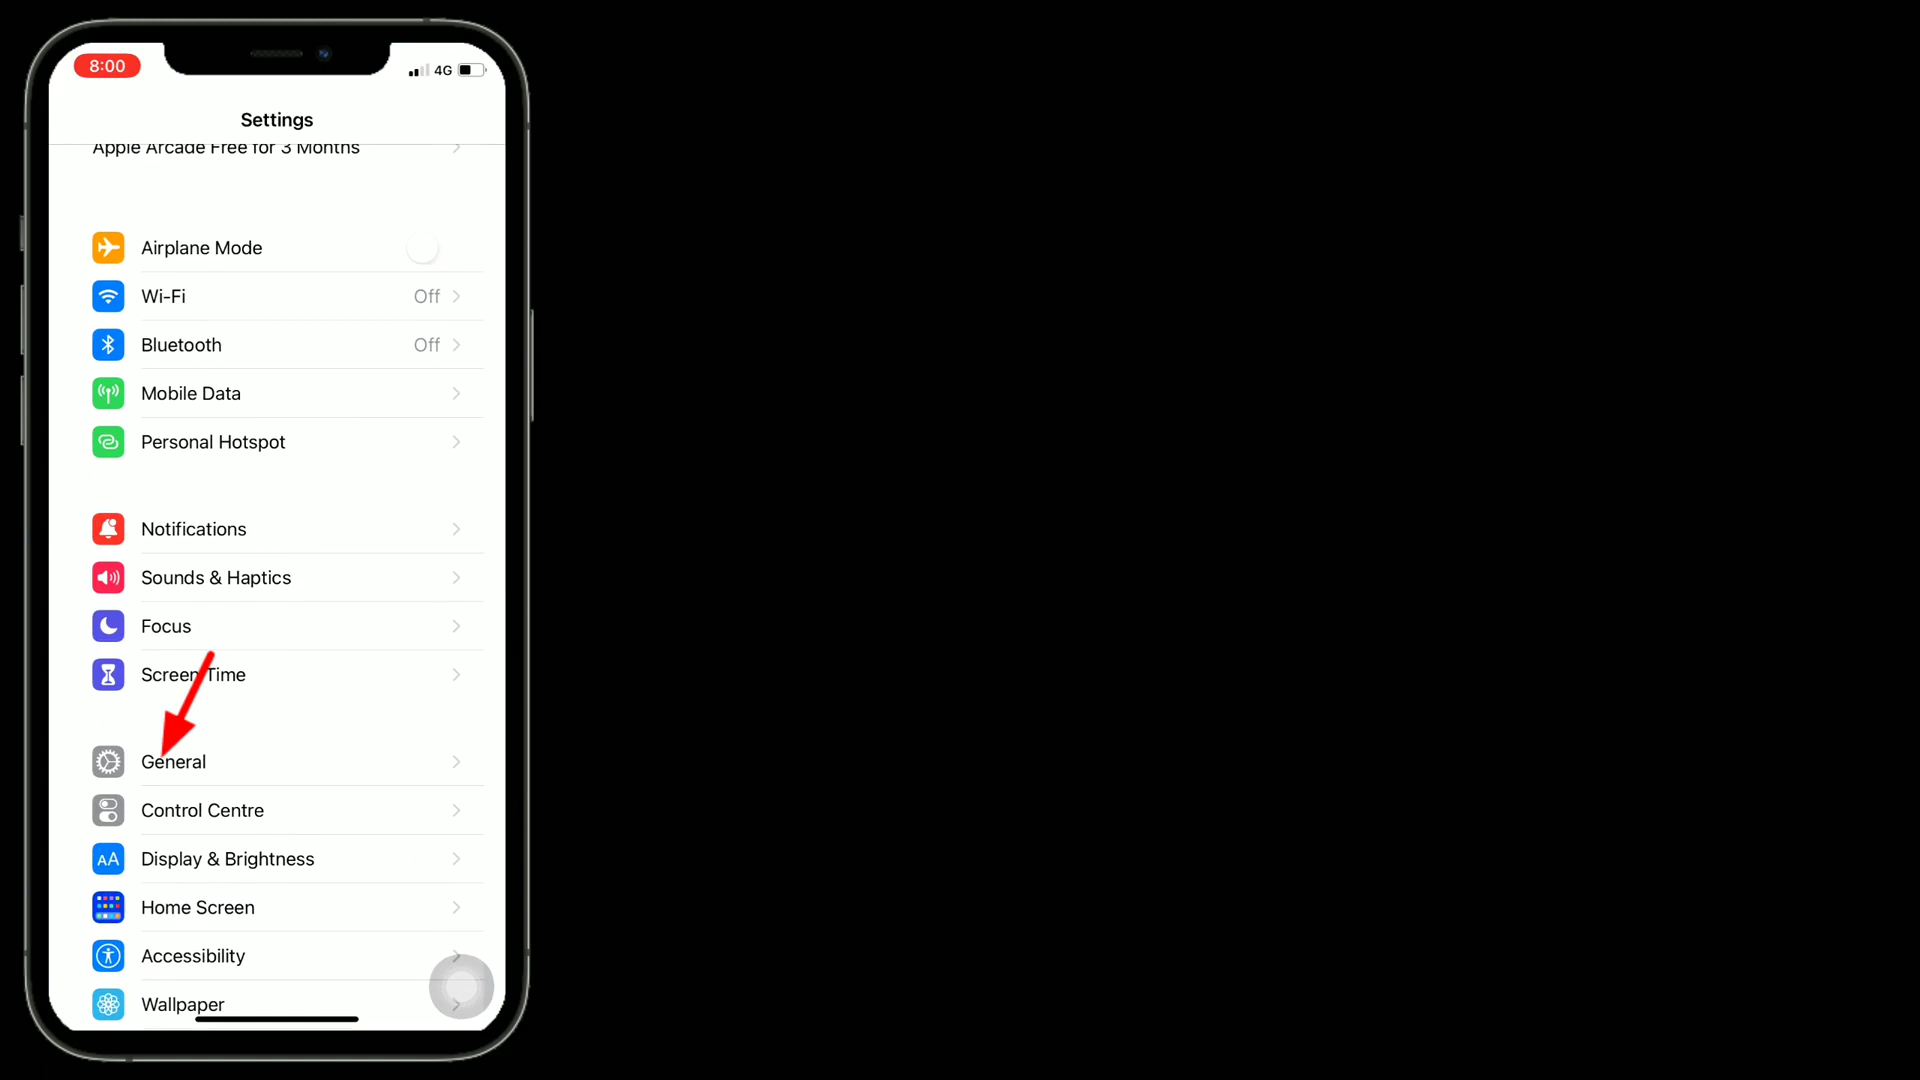 8:00
4G
Settings
Apple Arcade Free for 3 Months
Airplane Mode
Wi-Fi Off
Bluetooth Off
Mobile Data
Personal Hotspot
Notifications
Sounds & Haptics
Focus
Screen Time
General
Control Centre
AA Display & Brightness
Home Screen
Accessibility
Wallpaper